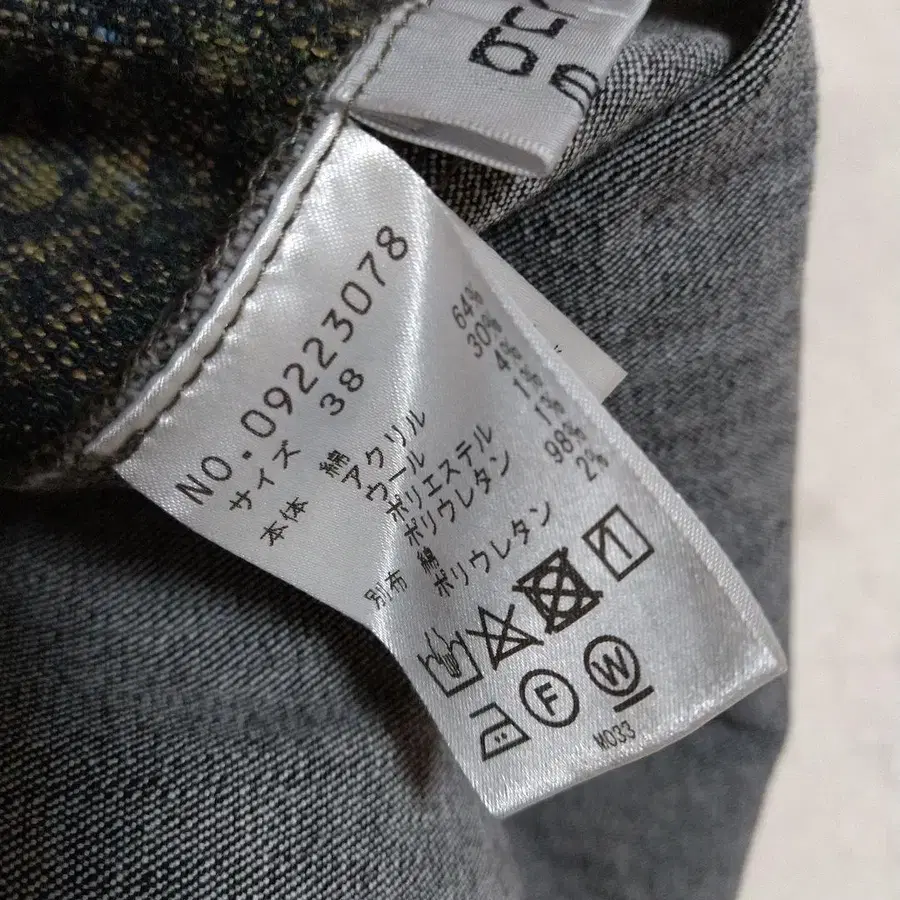 NO.09223078
サイズ 38
本体 綿 64%
アクリル 30%
ウール 4%
ポリエステル 1%
ポリウレタン 1%
別布 綿 98%
ポリウレタン 2%
F W
M033